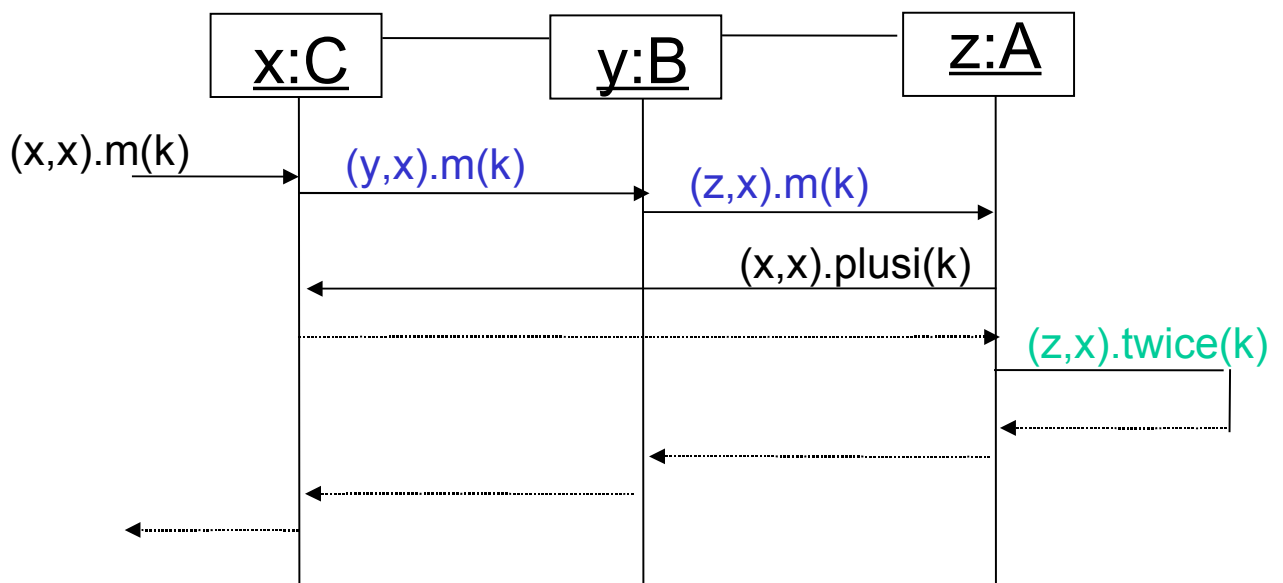 x:C
y:B
z:A
(x,x).m(k)
(y,x).m(k)
(z,x).m(k)
(x,x).plusi(k)
(z,x).twice(k)